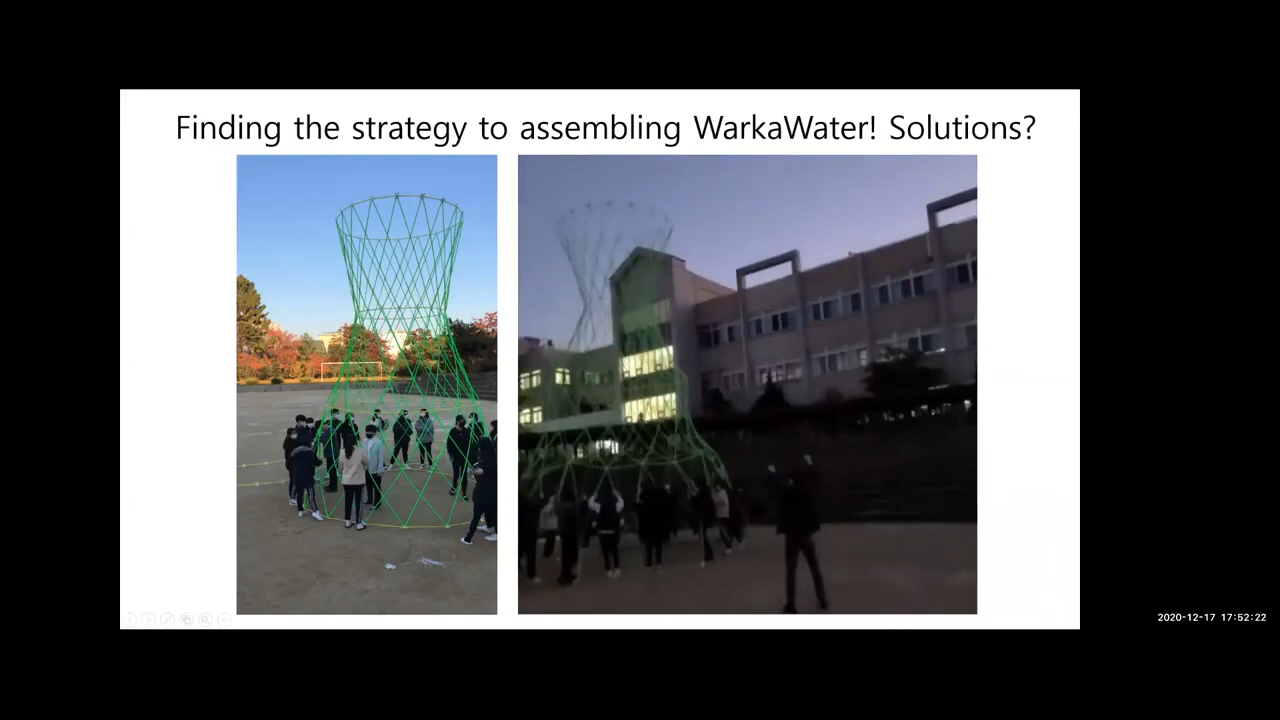 Finding the strategy to assembling WarkaWater! Solutions?
2020-12-17 17:52:22